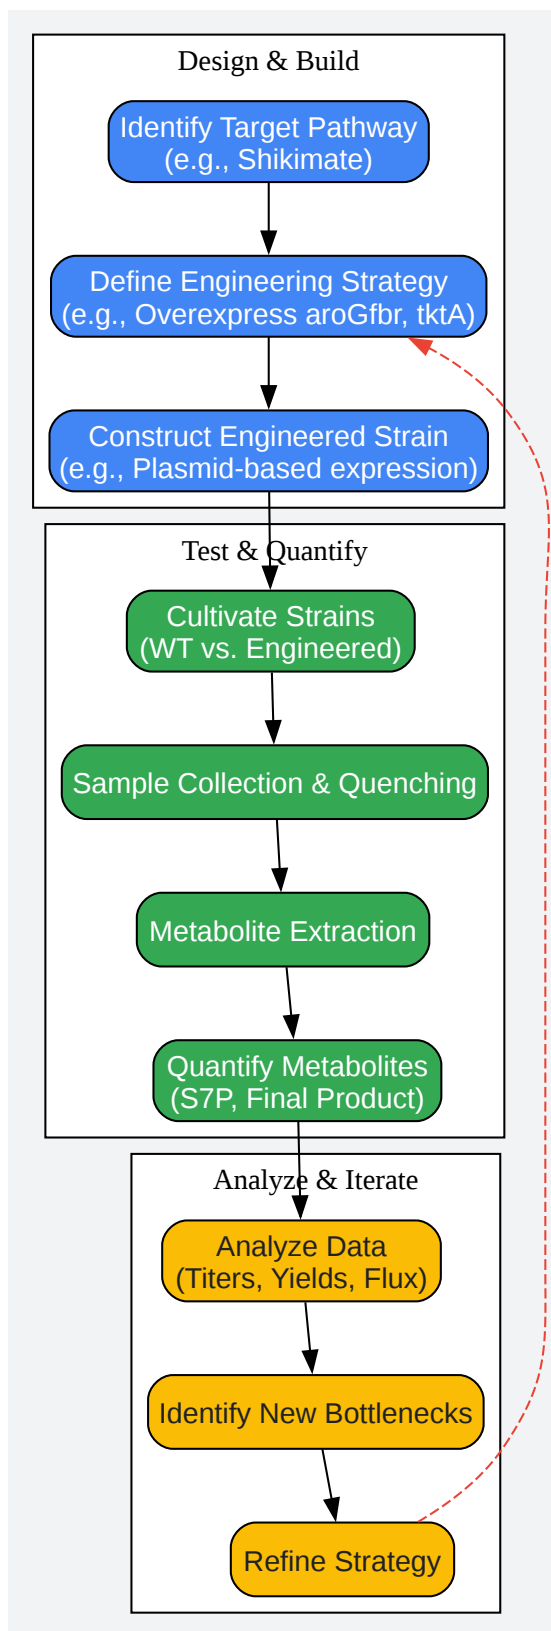 Design & Build
Identify Target Pathway
(e.g., Shikimate)
Define Engineering Strategy
(e.g., Overexpress aroGfbr, tktA)
Construct Engineered Strain
(e.g., Plasmid-based expression)
Test & Quantify
Cultivate Strains
(WT vs. Engineered)
Sample Collection & Quenching
Metabolite Extraction
Quantify Metabolites
(S7P, Final Product)
Analyze & Iterate
Analyze Data
(Titers, Yields, Flux)
Identify New Bottlenecks
Refine Strategy